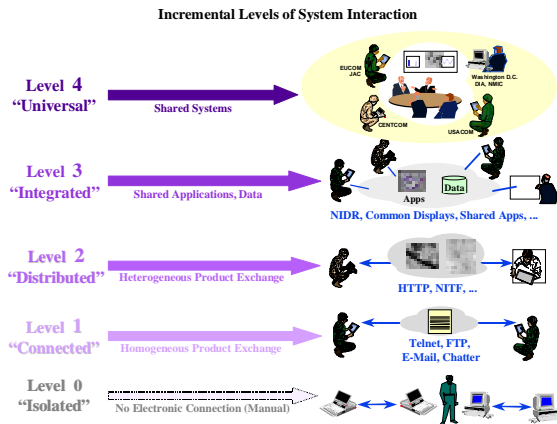 Incremental Levels of System Interaction
Level 4
“Universal”
Shared Systems
EUCOM
JAC
Washington D.C.
DIA, NMIC
CENTCOM
USACOM
Level 3
“Integrated”
Shared Applications, Data
Apps
Data
NIDR, Common Displays, Shared Apps, ...
Level 2
“Distributed”
Heterogeneous Product Exchange
HTTP, NITF, ...
Level 1
“Connected”
Homogeneous Product Exchange
Telnet, FTP,
E-Mail, Chatter
Level 0
“Isolated”
No Electronic Connection (Manual)